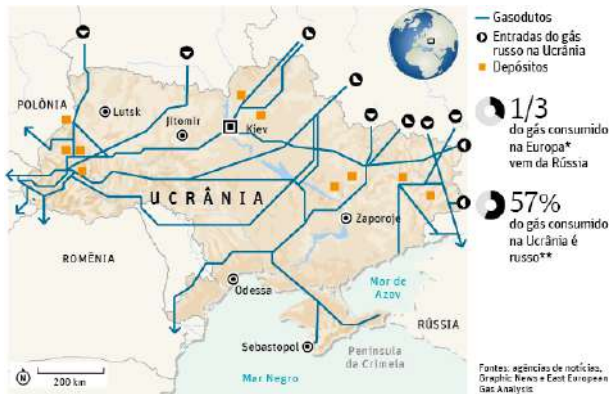 Gasodutos
Entradas do gás
russo na Ucrânia
Depósitos
1/3
do gás consumido
na Europa*
vem da Rússia
57%
do gás consumido
na Ucrânia é
russo**
POLÔNIA
Lutsk
Jitomir
Kiev
UCRÂNIA
Zaporoje
ROMÊNIA
Odessa
Mar de
Azov
RÚSSIA
Sebastopol
Península
da Crimeia
Mar Negro
N
200 km
Fontes: agências de notícias,
Graphic News e East European
Gas Analysis